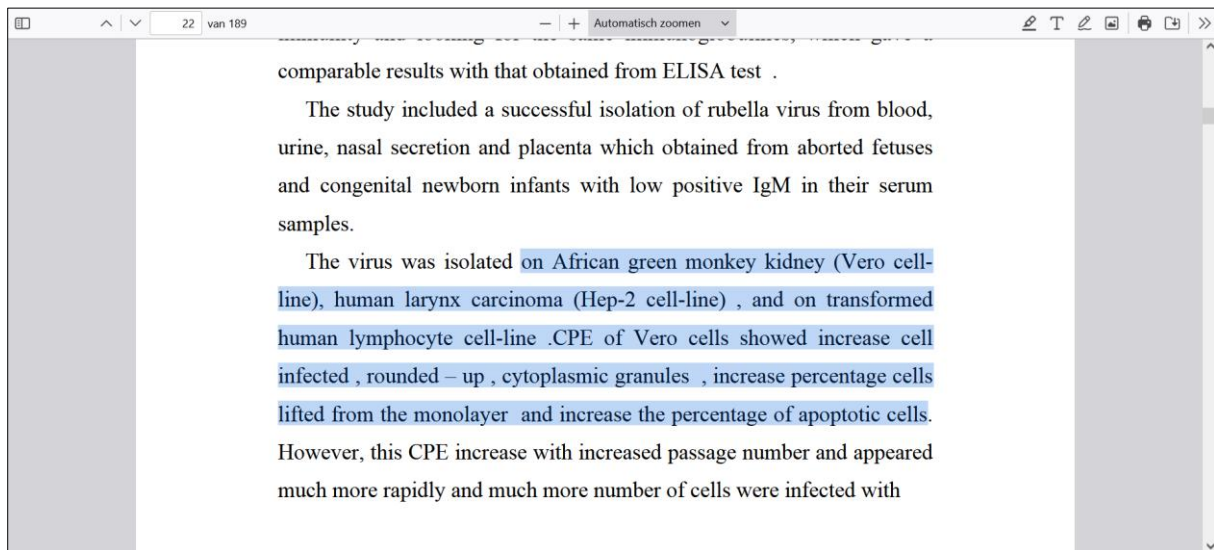 22 van 189
Automatisch zoomen
comparable results with that obtained from ELISA test .
The study included a successful isolation of rubella virus from blood,
urine, nasal secretion and placenta which obtained from aborted fetuses
and congenital newborn infants with low positive IgM in their serum
samples.
The virus was isolated on African green monkey kidney (Vero cell-
line), human larynx carcinoma (Hep-2 cell-line) , and on transformed
human lymphocyte cell-line .CPE of Vero cells showed increase cell
infected , rounded – up , cytoplasmic granules , increase percentage cells
lifted from the monolayer and increase the percentage of apoptotic cells.
However, this CPE increase with increased passage number and appeared
much more rapidly and much more number of cells were infected with